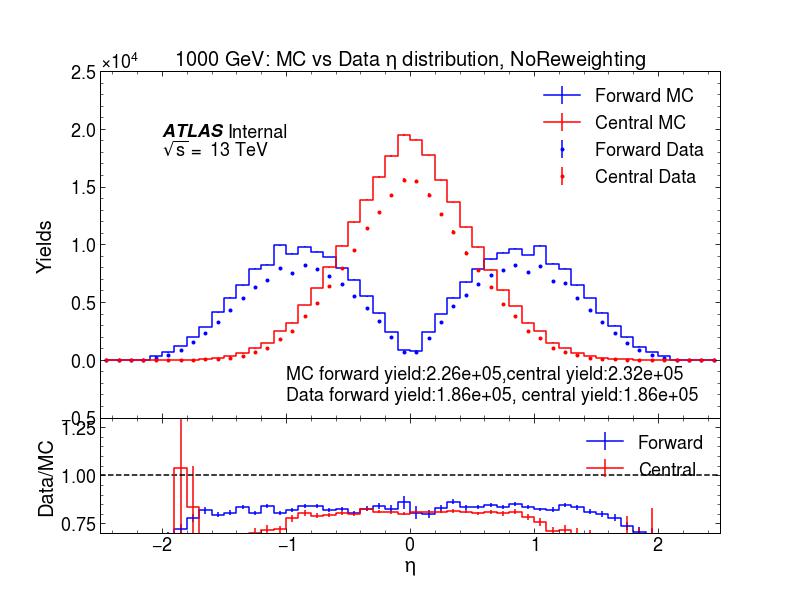 ×10⁴
1000 GeV: MC vs Data η distribution, NoReweighting
2.5
2.0
1.5
1.0
0.5
0.0
0.5
Yields
ATLAS Internal
√s = 13 TeV
Forward MC
Central MC
Forward Data
Central Data
MC forward yield:2.26e+05,central yield:2.32e+05
Data forward yield:1.86e+05, central yield:1.86e+05
1.25
1.00
0.75
Data/MC
Forward
Central
−2 −1 0 1 2
η